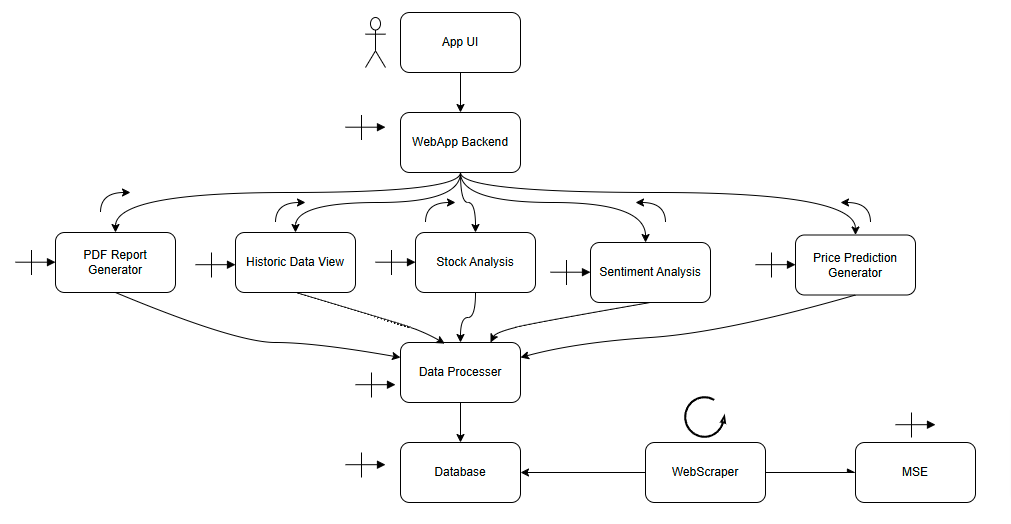 App UI
WebApp Backend
PDF Report
Generator
Historic Data View
Stock Analysis
Sentiment Analysis
Price Prediction
Generator
Data Processer
Database
WebScraper
MSE